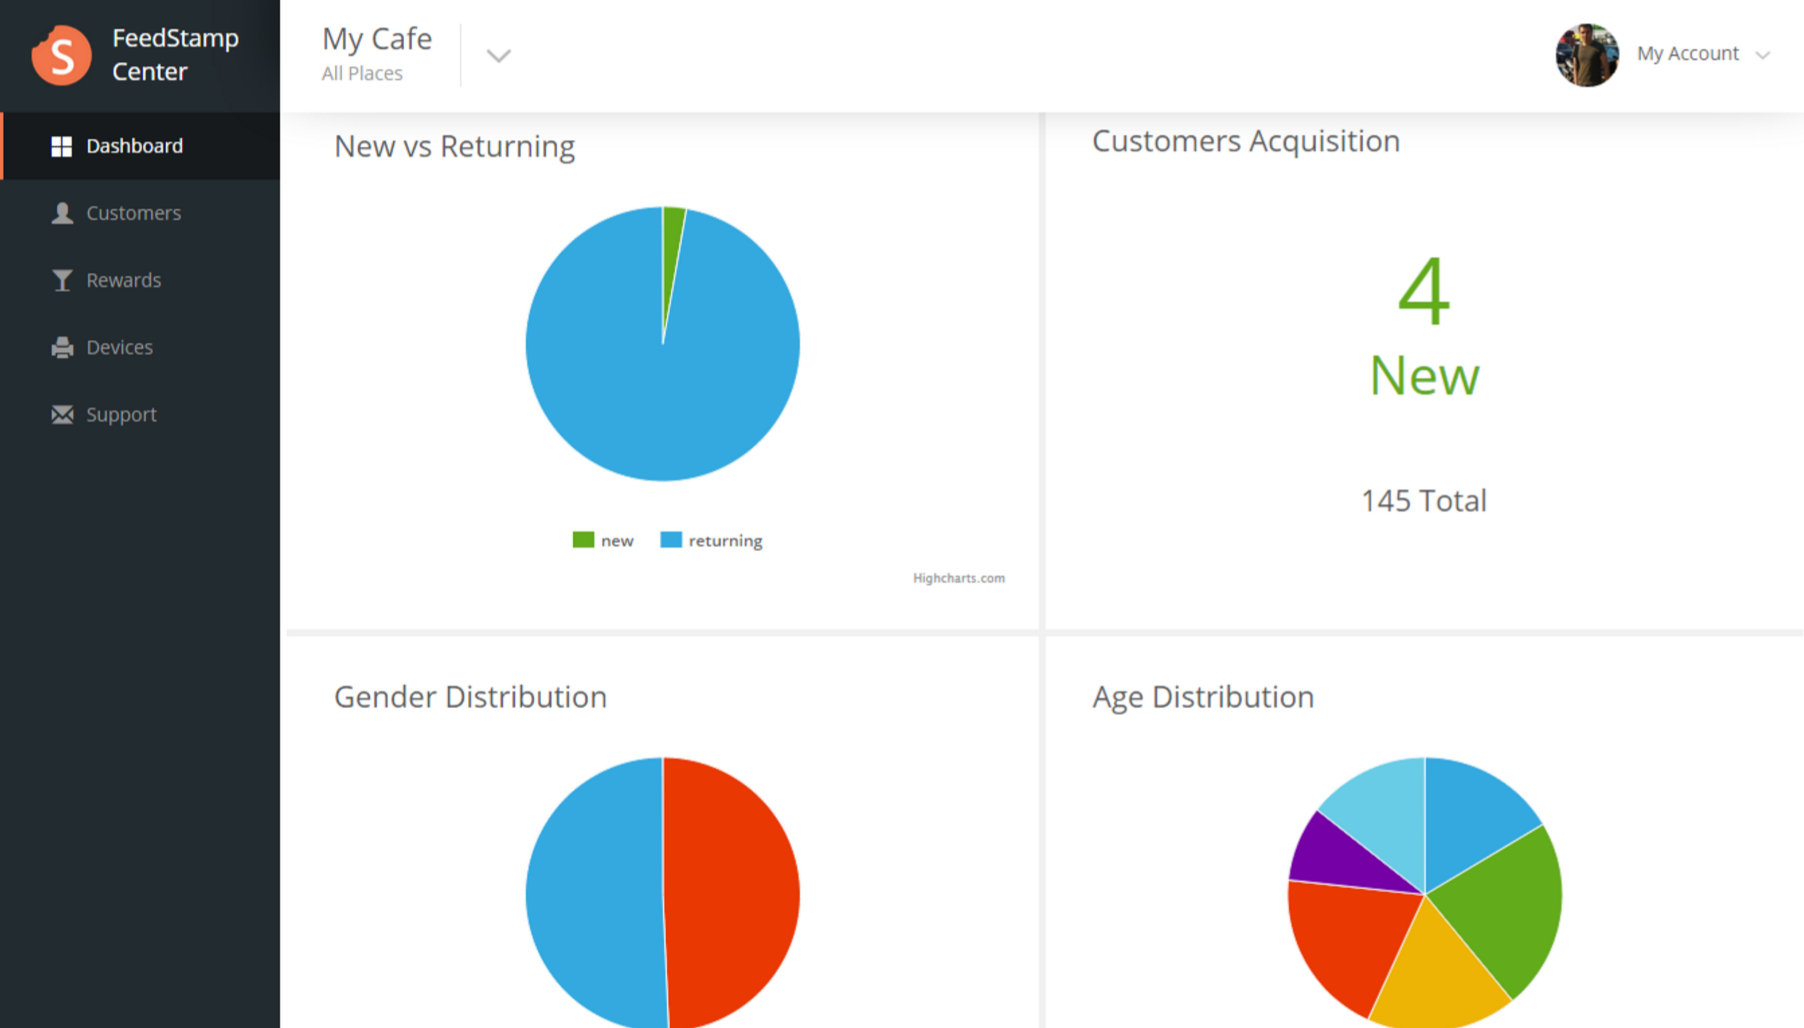 FeedStamp
Center
My Cafe
All Places
My Account
Dashboard
Customers
Rewards
Devices
Support
New vs Returning
new
returning
Highcharts.com
Customers Acquisition
4
New
145 Total
Gender Distribution
Age Distribution